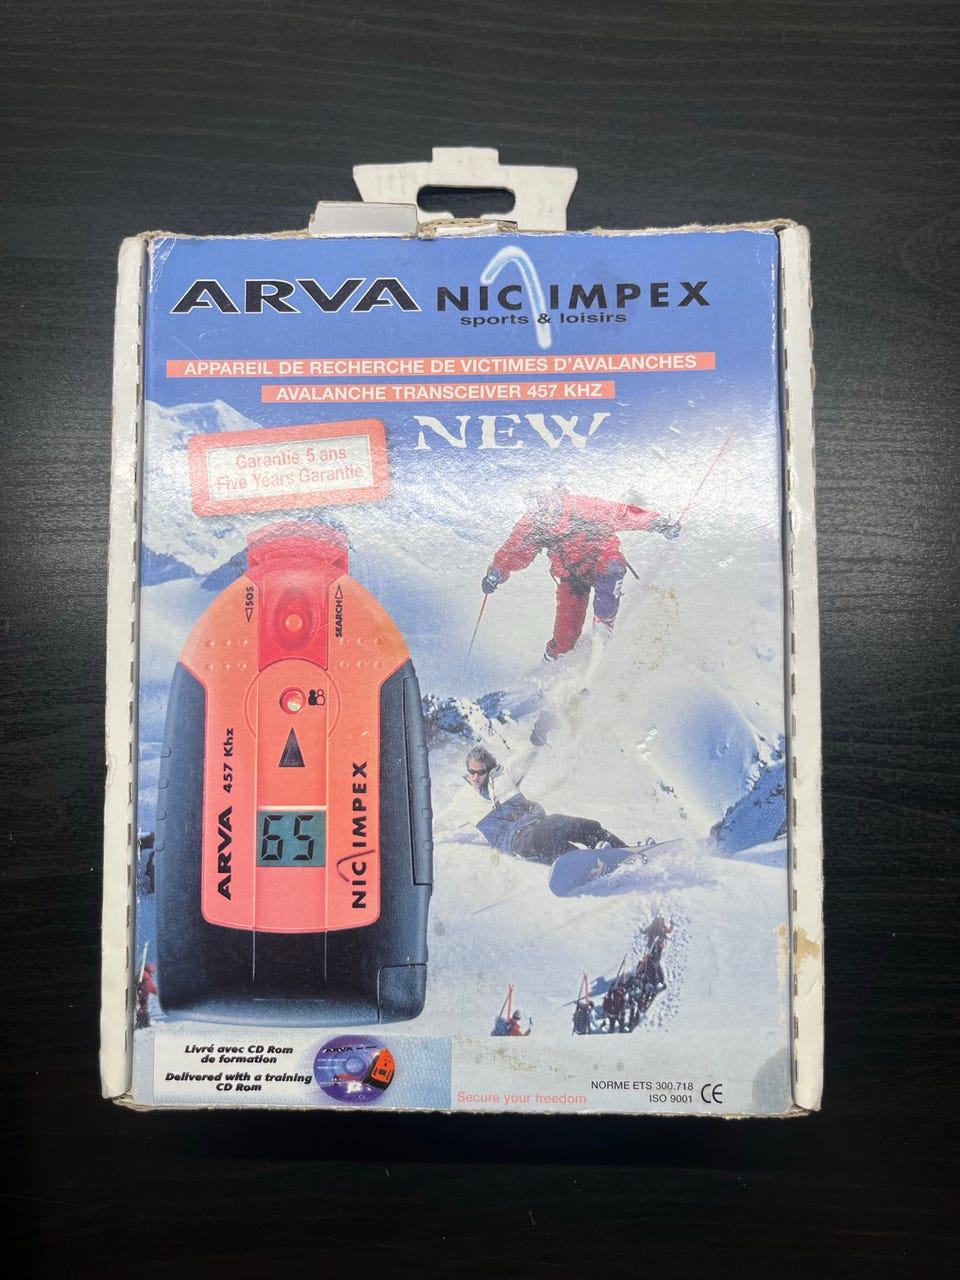 ARVA NIC IMPEX
sports & loisirs
APPAREIL DE RECHERCHE DE VICTIMES D'AVALANCHES
AVALANCHE TRANSCEIVER 457 KHZ
NEW
Garantie 5 ans
Five Years Garantie
SOS
SEARCH
ARVA 457 Khz
NIC IMPEX
65
Livré avec CD Rom
de formation
Delivered with a training
CD Rom
ARVA
Secure your freedom
NORME ETS 300.718
ISO 9001 CE